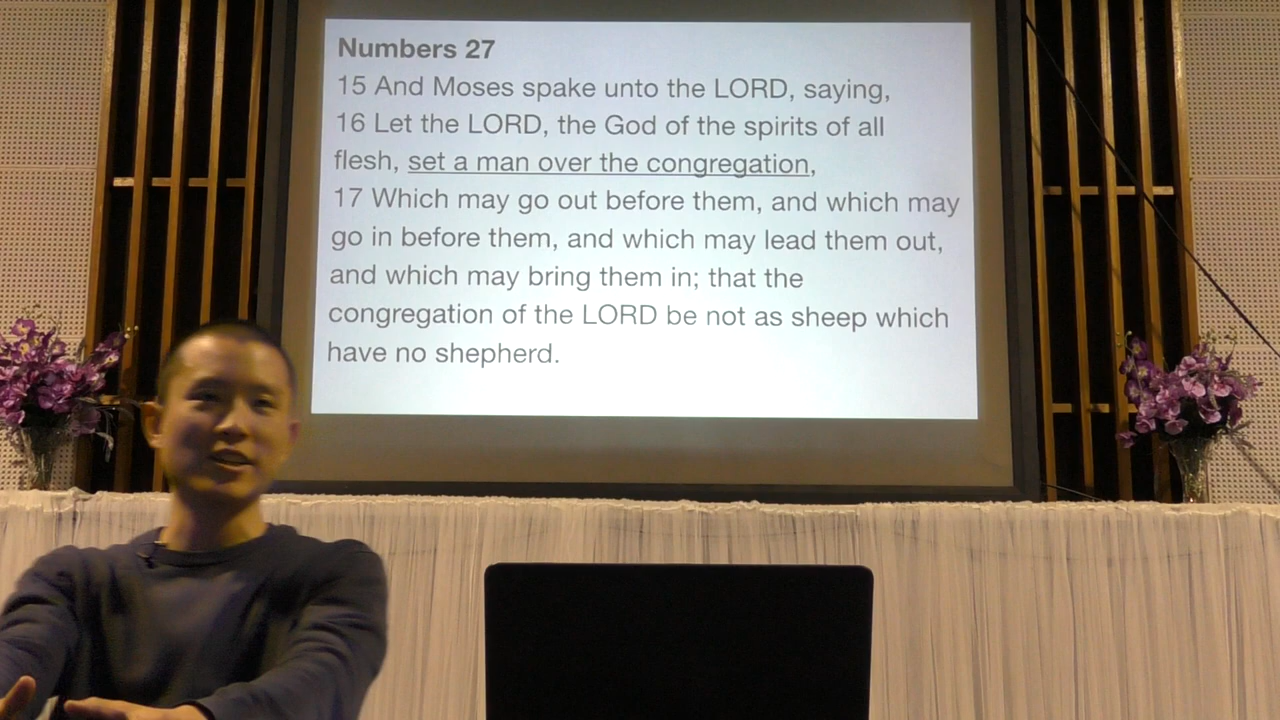 Numbers 27
15 And Moses spake unto the LORD, saying,
16 Let the LORD, the God of the spirits of all
flesh, set a man over the congregation,
17 Which may go out before them, and which may
go in before them, and which may lead them out,
and which may bring them in; that the
congregation of the LORD be not as sheep which
have no shepherd.